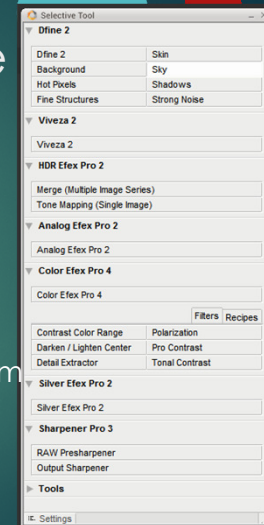 Selective Tool
Dfine 2
Dfine 2 Skin
Background Sky
Hot Pixels Shadows
Fine Structures Strong Noise
Viveza 2
Viveza 2
HDR Efex Pro 2
Merge (Multiple Image Series)
Tone Mapping (Single Image)
Analog Efex Pro 2
Analog Efex Pro 2
Color Efex Pro 4
Color Efex Pro 4
Filters Recipes
Contrast Color Range Polarization
Darken / Lighten Center Pro Contrast
Detail Extractor Tonal Contrast
Silver Efex Pro 2
Silver Efex Pro 2
Sharpener Pro 3
RAW Presharpener
Output Sharpener
Tools
Settings